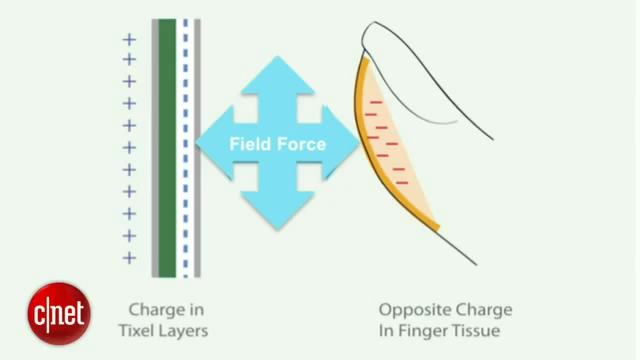 Field Force
c|net
Charge in
Tixel Layers
Opposite Charge
In Finger Tissue